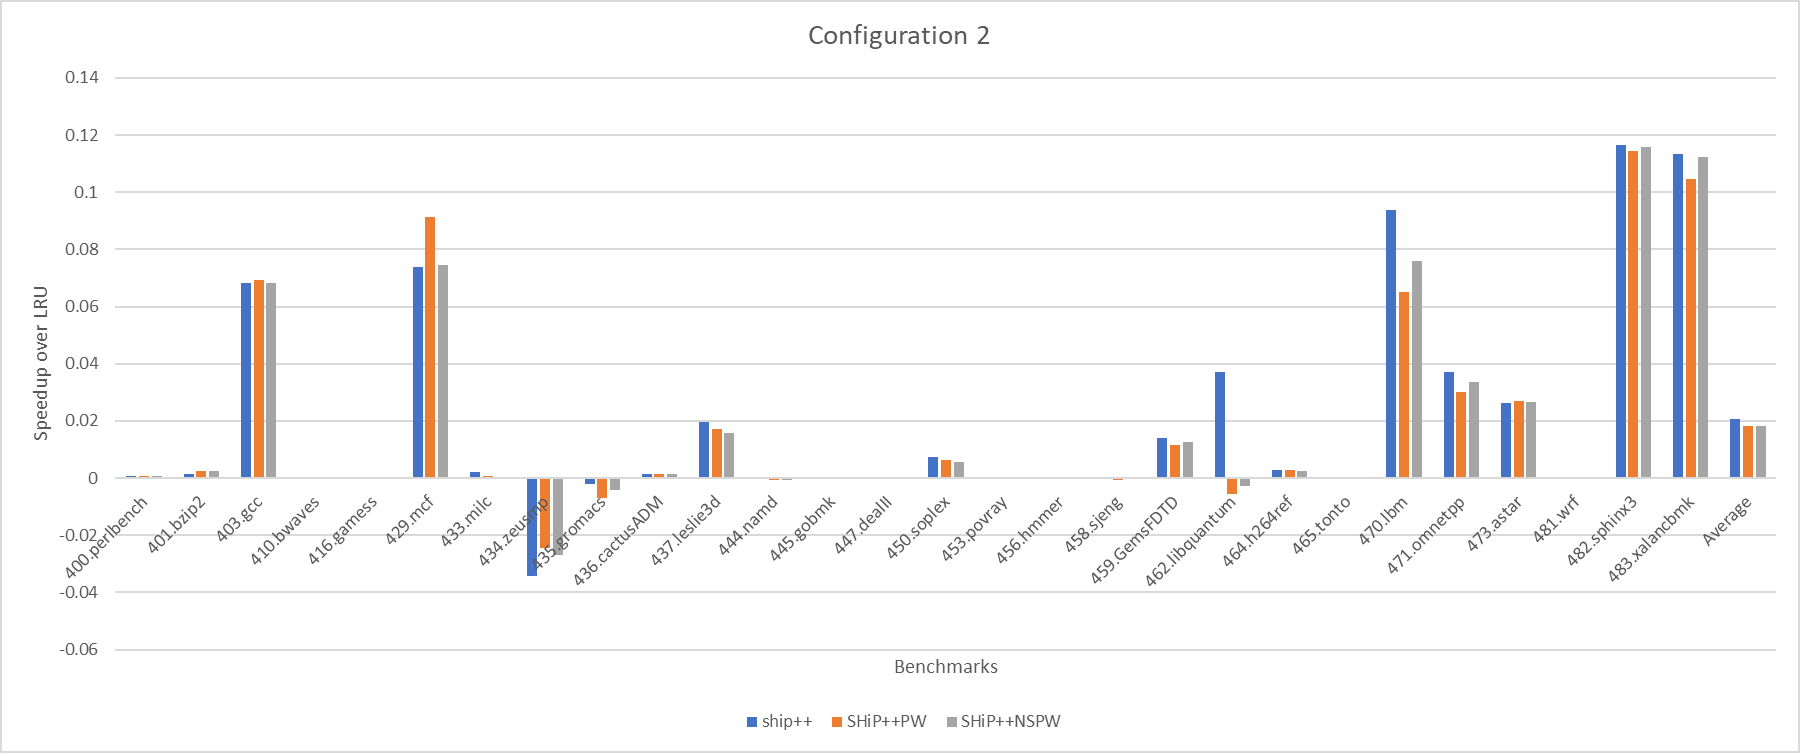 Configuration 2
0.14
0.12
0.1
0.08
0.06
0.04
0.02
0
-0.02
-0.04
-0.06
Speedup over LRU
400.perlbench
401.bzip2
403.gcc
410.bwaves
416.gamess
429.mcf
433.milc
434.zeusmp
435.gromacs
436.cactusADM
437.leslie3d
444.namd
445.gobmk
447.dealII
450.soplex
453.povray
456.hmmer
458.sjeng
459.GemsFDTD
462.libquantum
464.h264ref
465.tonto
470.lbm
471.omnetpp
473.astar
481.wrf
482.sphinx3
483.xalancbmk
Average
Benchmarks
ship++
SHiP++PW
SHiP++NSPW